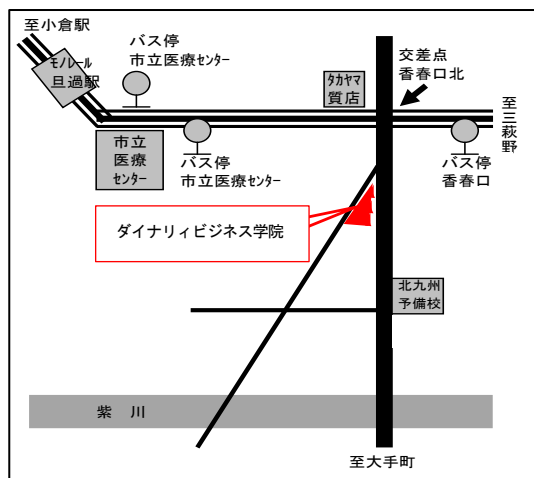 至小倉駅
バス停
市立医療センター
ﾓﾉﾚｰﾙ
旦過駅
ﾀｶﾔﾏ
質店
交差点
香春口北
至三萩野
市立
医療
ｾﾝﾀｰ
バス停
市立医療センター
バス停
香春口
ダイナリィビジネス学院
北九州
予備校
紫 川
至大手町